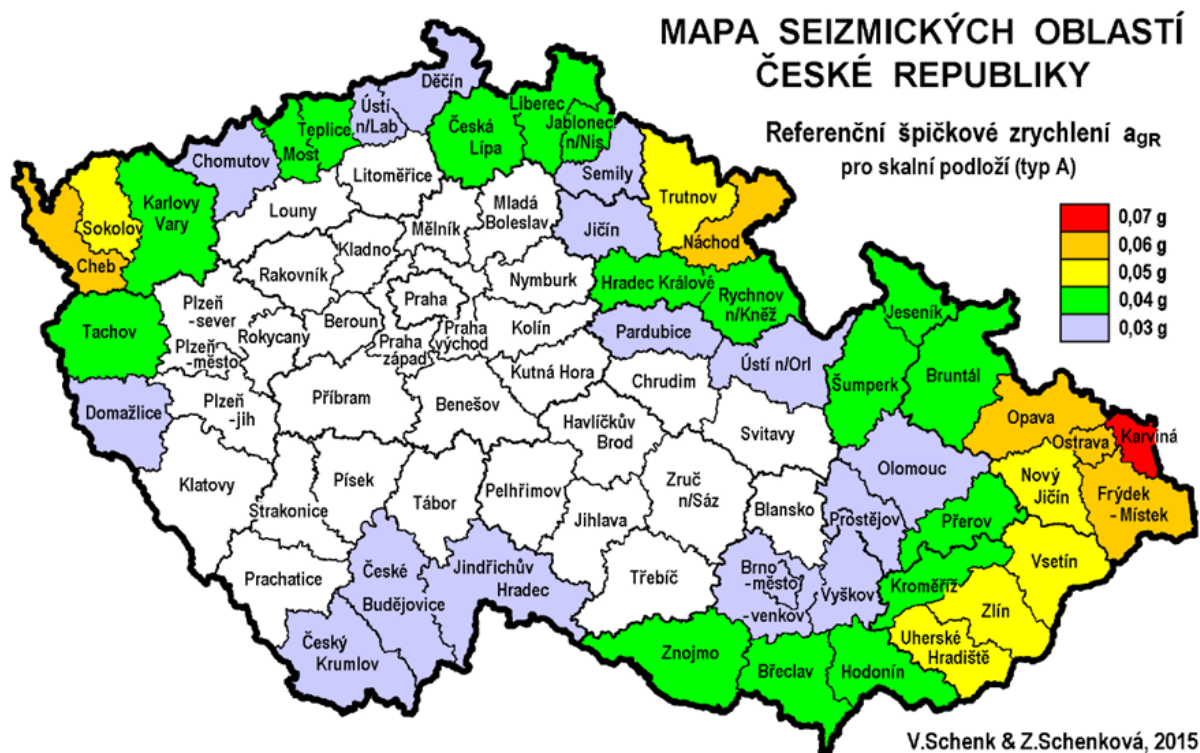 MAPA SEIZMICKÝCH OBLASTÍ
ČESKÉ REPUBLIKY
Referenční špičkové zrychlení agR
pro skalní podloží (typ A)
0,07 g
0,06 g
0,05 g
0,04 g
0,03 g
Děčín
Ústí
n/Lab
Teplice
Most
Chomutov
Česká
Lípa
Liberec
Jablonec
n/Nis
Semily
Trutnov
Náchod
Jičín
Litoměřice
Louny
Mladá
Boleslav
Mělník
Kladno
Karlovy
Vary
Sokolov
Cheb
Rakovník
Nymburk
Hradec Králové
Rychnov
n/Kněž
Praha
Tachov
Plzeň
-sever
Rokycany
Beroun
Praha
západ
Praha
východ
Kolín
Pardubice
Plzeň
-město
Ústí n/Orl
Jeseník
Šumperk
Bruntál
Kutná Hora
Chrudim
Domažlice
Plzeň
-jih
Příbram
Benešov
Havlíčkův
Brod
Svitavy
Opava
Ostrava
Karviná
Olomouc
Nový
Jičín
Frýdek
-Místek
Klatovy
Písek
Strakonice
Tábor
Pelhřimov
Jihlava
Zruč
n/Sáz
Blansko
Prostějov
Přerov
Vsetín
Prachatice
České
Budějovice
Jindřichův
Hradec
Třebíč
Brno
-město
-venkov
Vyškov
Kroměříž
Zlín
Český
Krumlov
Uherské
Hradiště
Znojmo
Břeclav
Hodonín
V.Schenk & Z.Schenková, 2015